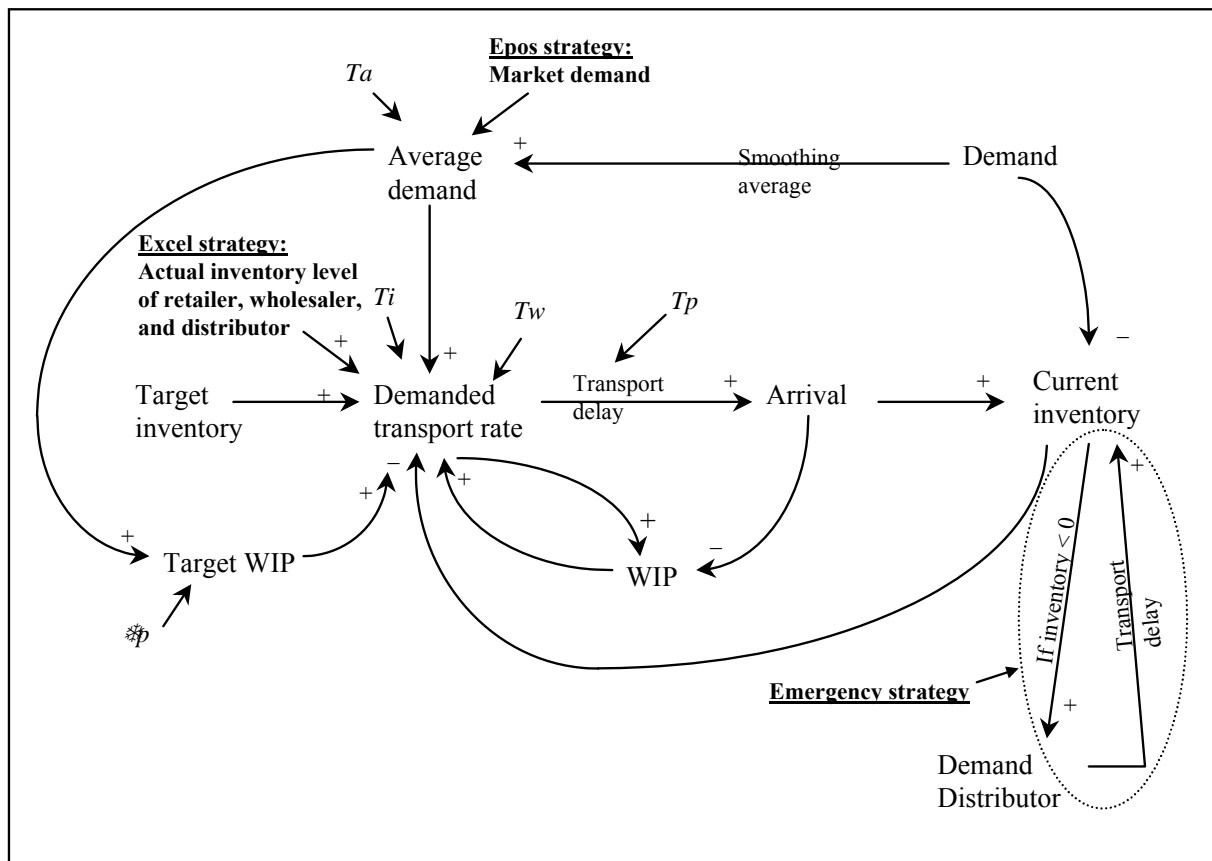 Epos strategy:
Market demand
Ta
Average
demand
+
Smoothing
average
Demand
Excel strategy:
Actual inventory level
of retailer, wholesaler,
and distributor
+
Ti
Tw
Tp
+
−
Target
inventory
+
Demanded
transport rate
Transport
delay
+
Arrival
+
Current
inventory
−
+
+
+
+
Target WIP
+
−
WIP
p
If inventory < 0
Transport
delay
+
+
Emergency strategy
Demand
Distributor